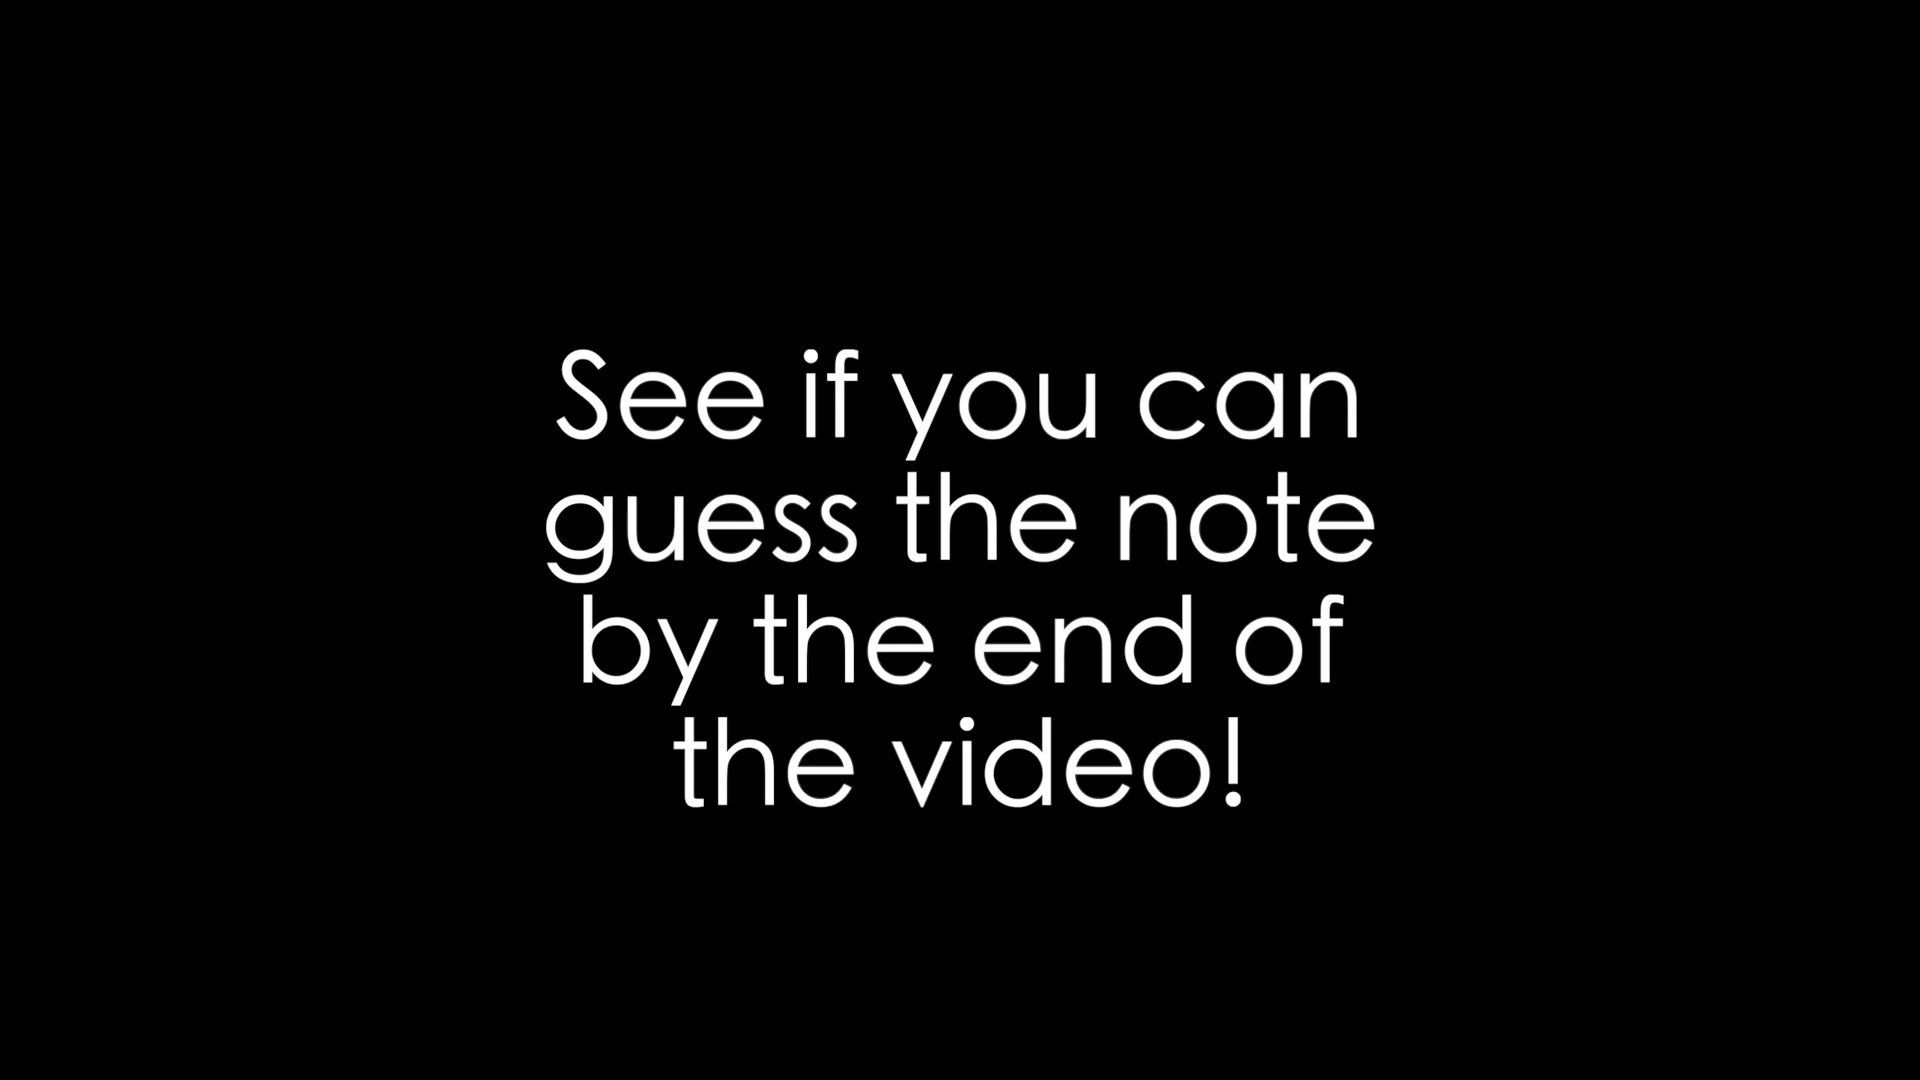 See if you can
guess the note
by the end of
the video!